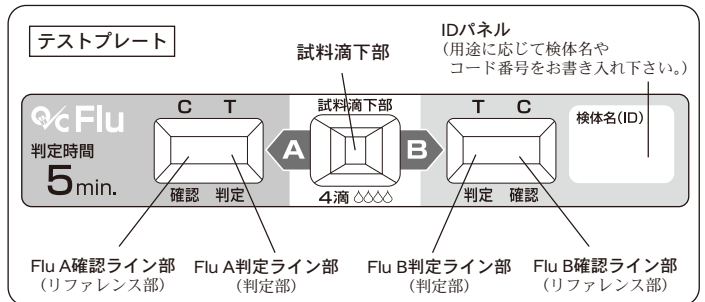 テストプレート
試料滴下部
IDパネル
(用途に応じて検体名や
コード番号をお書き入れ下さい。)
Flu
判定時間
5min.
C T
確認 判定
A
試料滴下部
4滴
B
T C
判定 確認
検体名(ID)
Flu A確認ライン部
(リファレンス部)
Flu A判定ライン部
(判定部)
Flu B判定ライン部
(判定部)
Flu B確認ライン部
(リファレンス部)